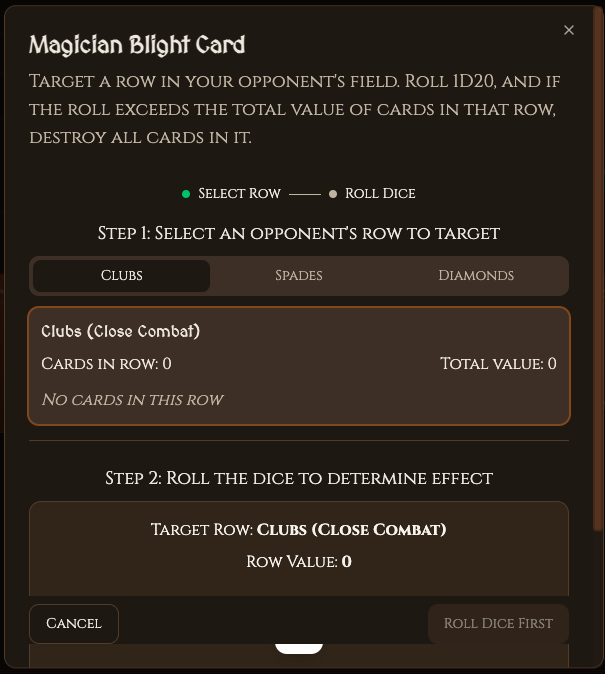 Magician Blight Card
Target a row in your opponent's field. Roll 1d20, and if
the roll exceeds the total value of cards in that row,
destroy all cards in it.
Select Row
Roll Dice
Step 1: Select an opponent's row to target
Clubs
Spades
Diamonds
Clubs (Close Combat)
Cards in row: 0
Total value: 0
No cards in this row
Step 2: Roll the dice to determine effect
Target Row: Clubs (Close Combat)
Row Value: 0
Cancel
Roll Dice First